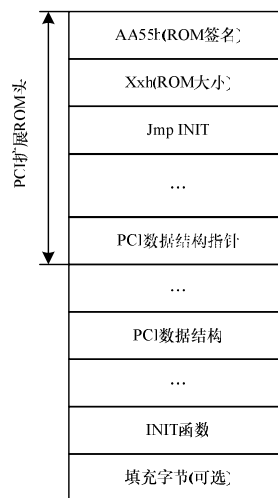 PCI扩展ROM头
AA55h(ROM签名)
Xxh(ROM大小)
Jmp INIT
…
PCI数据结构指针
…
PCI数据结构
…
INIT函数
填充字节(可选)